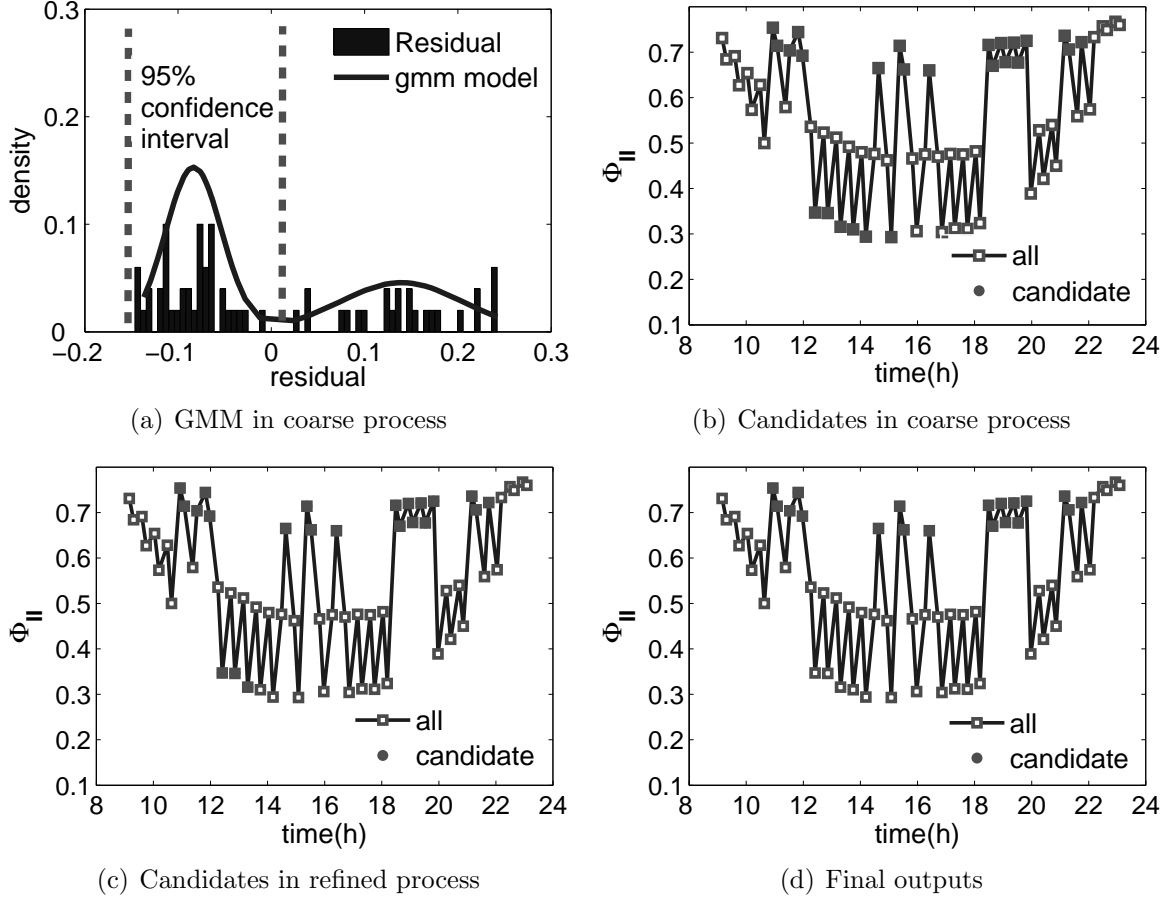 0.3
0.2
0.1
0
density
95%
confidence
interval
Residual
gmm model
−0.2 −0.1 0 0.1 0.2 0.3
residual
(a) GMM in coarse process
0.7
0.6
0.5
0.4
0.3
0.2
0.1
Φ_II
all
candidate
8 10 12 14 16 18 20 22 24
time(h)
(b) Candidates in coarse process
0.7
0.6
0.5
0.4
0.3
0.2
0.1
Φ_II
all
candidate
8 10 12 14 16 18 20 22 24
time(h)
(c) Candidates in refined process
0.7
0.6
0.5
0.4
0.3
0.2
0.1
Φ_II
all
candidate
8 10 12 14 16 18 20 22 24
time(h)
(d) Final outputs